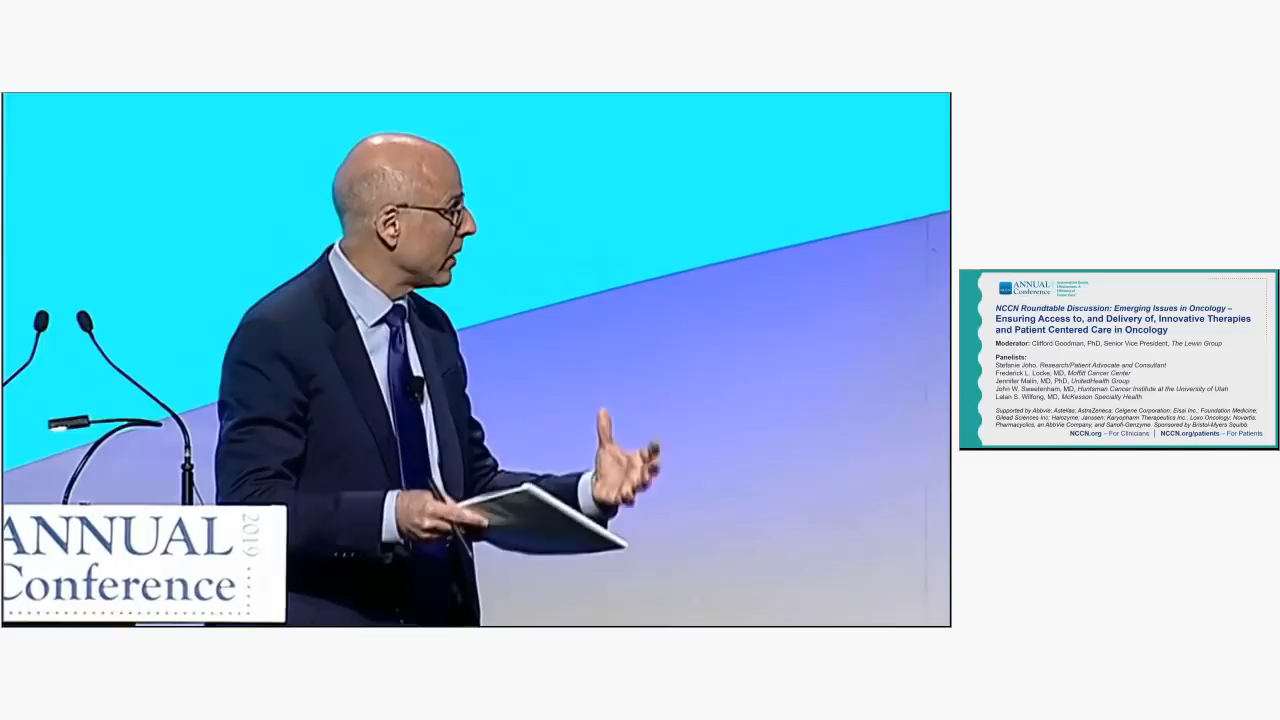 ANNUAL
2019
Conference
NCCN
ANNUAL
Conference
NCCN Roundtable Discussion: Emerging Issues in Oncology –
Ensuring Access to, and Delivery of, Innovative Therapies
and Patient Centered Care in Oncology
Moderator: Clifford Goodman, PhD, Senior Vice President, The Lewin Group
Panelists:
Stefanie Joho, Research/Patient Advocate and Consultant
Frederick L. Locke, MD, Moffitt Cancer Center
Jennifer Malin, MD, PhD, UnitedHealth Group
John W. Sweetenham, MD, Huntsman Cancer Institute at the University of Utah
Lalan S. Wilfong, MD, McKesson Specialty Health
Supported by Abbvie; Astellas; AstraZeneca; Celgene Corporation; Eisai Inc.; Foundation Medicine;
Gilead Sciences Inc; Halozyme; Janssen; Karyopharm Therapeutics Inc.; Loxo Oncology; Novartis;
Pharmacyclics, an AbbVie Company, and Sanofi-Genzyme. Sponsored by Bristol-Myers Squibb.
NCCN.org – For Clinicians | NCCN.org/patients – For Patients